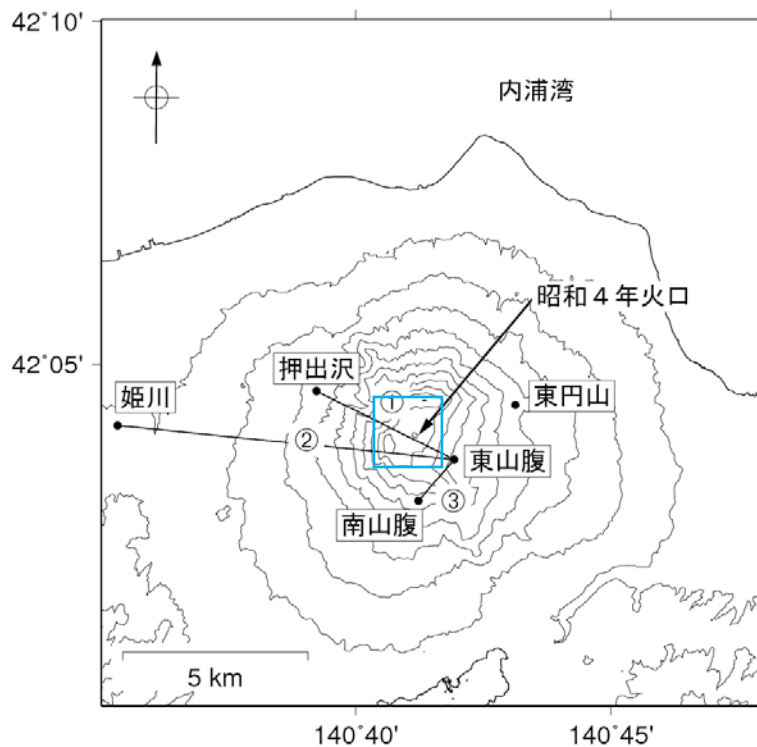 42°10'
内浦湾
昭和4年火口
42°05'
押出沢
姫川
①
東円山
②
東山腹
③
南山腹
5 km
140°40'
140°45'